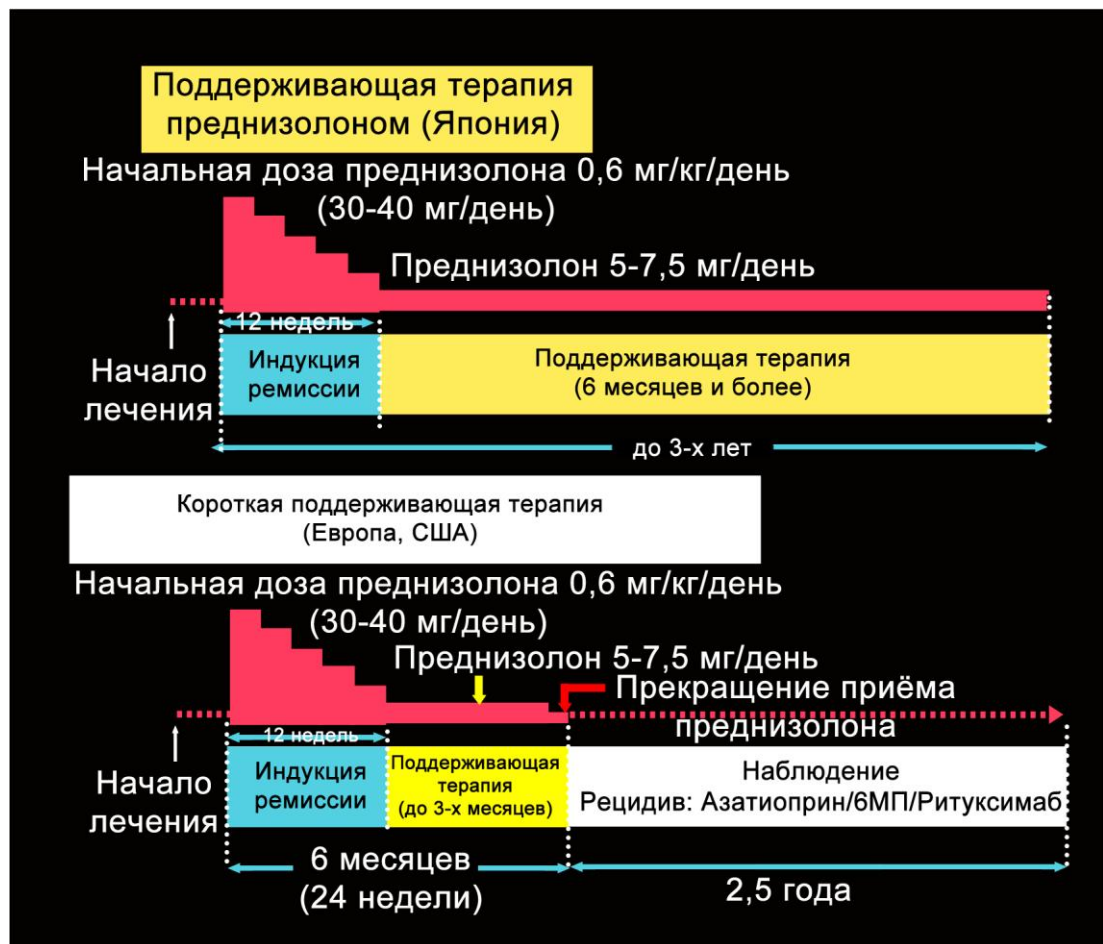 Поддерживающая терапия
преднизолоном (Япония)
Начальная доза преднизолона 0,6 мг/кг/день
(30-40 мг/день)
Преднизолон 5-7,5 мг/день
12 недель
Начало
лечения
Индукция
ремиссии
Поддерживающая терапия
(6 месяцев и более)
до 3-х лет
Короткая поддерживающая терапия
(Европа, США)
Начальная доза преднизолона 0,6 мг/кг/день
(30-40 мг/день)
Преднизолон 5-7,5 мг/день
Прекращение приёма
преднизолона
12 недель
Начало
лечения
Индукция
ремиссии
Поддерживающая
терапия
(до 3-х месяцев)
Наблюдение
Рецидив: Азатиоприн/6МП/Ритуксимаб
6 месяцев
(24 недели)
2,5 года